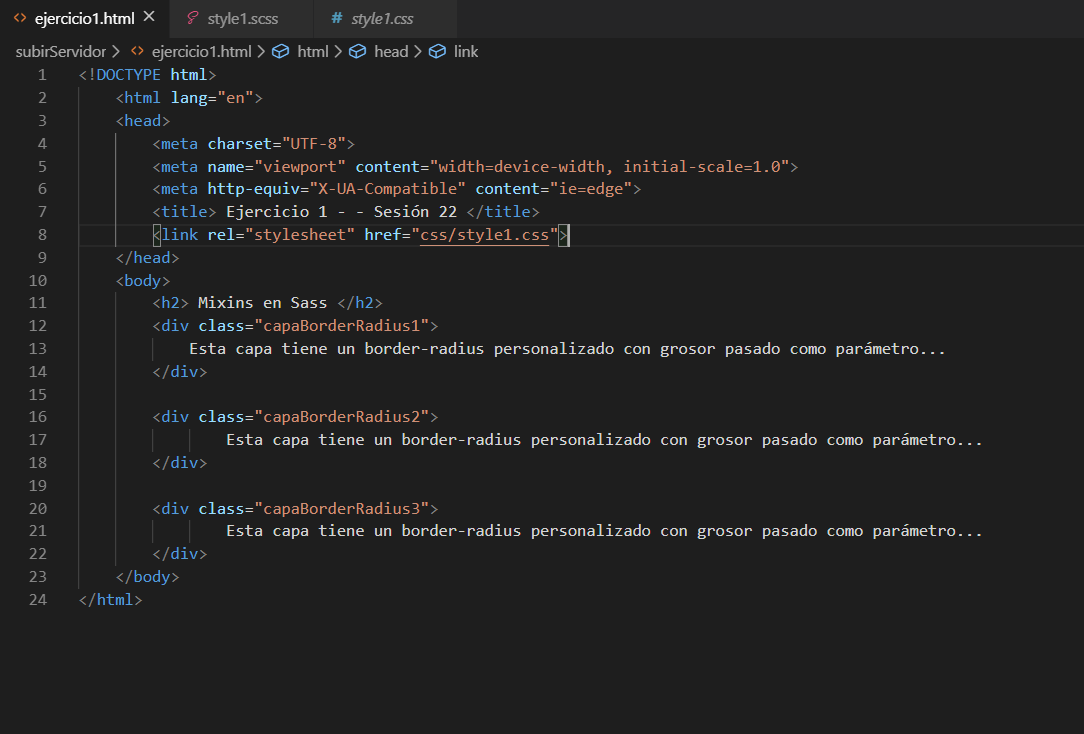 ejercicio1.html style1.scss # style1.css
subirServidor > <> ejercicio1.html > html > head > link
1 <!DOCTYPE html>
2 <html lang="en">
3 <head>
4 <meta charset="UTF-8">
5 <meta name="viewport" content="width=device-width, initial-scale=1.0">
6 <meta http-equiv="X-UA-Compatible" content="ie=edge">
7 <title> Ejercicio 1 - - Sesión 22 </title>
8 <link rel="stylesheet" href="css/style1.css">
9 </head>
10 <body>
11 <h2> Mixins en Sass </h2>
12 <div class="capaBorderRadius1">
13 Esta capa tiene un border-radius personalizado con grosor pasado como parámetro...
14 </div>
15
16 <div class="capaBorderRadius2">
17 Esta capa tiene un border-radius personalizado con grosor pasado como parámetro...
18 </div>
19
20 <div class="capaBorderRadius3">
21 Esta capa tiene un border-radius personalizado con grosor pasado como parámetro...
22 </div>
23 </body>
24 </html>